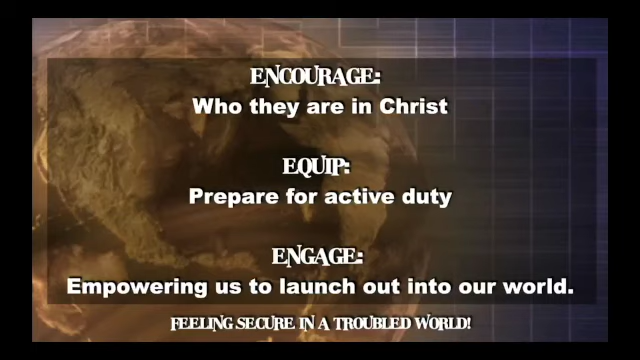 ENCOURAGE:
Who they are in Christ
EQUIP:
Prepare for active duty
ENGAGE:
Empowering us to launch out into our world.
FEELING SECURE IN A TROUBLED WORLD!